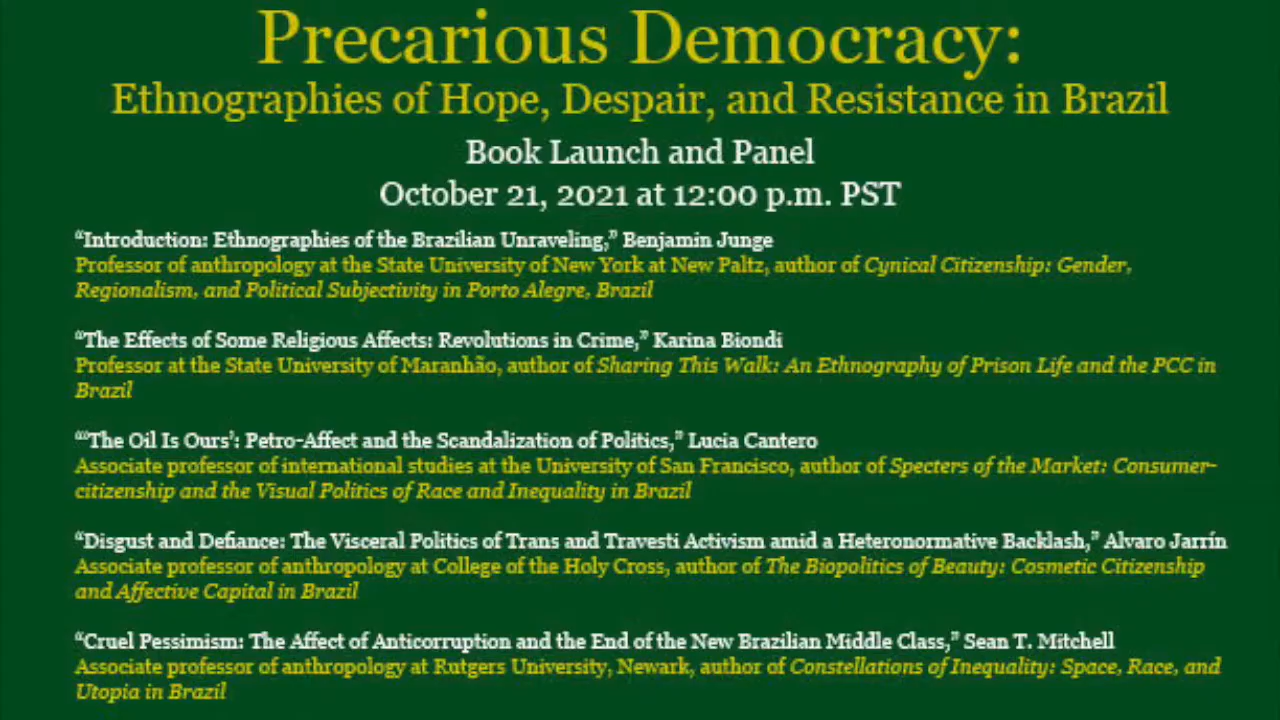 Precarious Democracy:
Ethnographies of Hope, Despair, and Resistance in Brazil
Book Launch and Panel
October 21, 2021 at 12:00 p.m. PST
“Introduction: Ethnographies of the Brazilian Unraveling,” Benjamin Junge
Professor of anthropology at the State University of New York at New Paltz, author of Cynical Citizenship: Gender,
Regionalism, and Political Subjectivity in Porto Alegre, Brazil
“The Effects of Some Religious Affects: Revolutions in Crime,” Karina Biondi
Professor at the State University of Maranhão, author of Sharing This Walk: An Ethnography of Prison Life and the PCC in
Brazil
“‘The Oil Is Ours’: Petro-Affect and the Scandalization of Politics,” Lucia Cantero
Associate professor of international studies at the University of San Francisco, author of Specters of the Market: Consumer-
citizenship and the Visual Politics of Race and Inequality in Brazil
“Disgust and Defiance: The Visceral Politics of Trans and Travesti Activism amid a Heteronormative Backlash,” Alvaro Jarrín
Associate professor of anthropology at College of the Holy Cross, author of The Biopolitics of Beauty: Cosmetic Citizenship
and Affective Capital in Brazil
“Cruel Pessimism: The Affect of Anticorruption and the End of the New Brazilian Middle Class,” Sean T. Mitchell
Associate professor of anthropology at Rutgers University, Newark, author of Constellations of Inequality: Space, Race, and
Utopia in Brazil